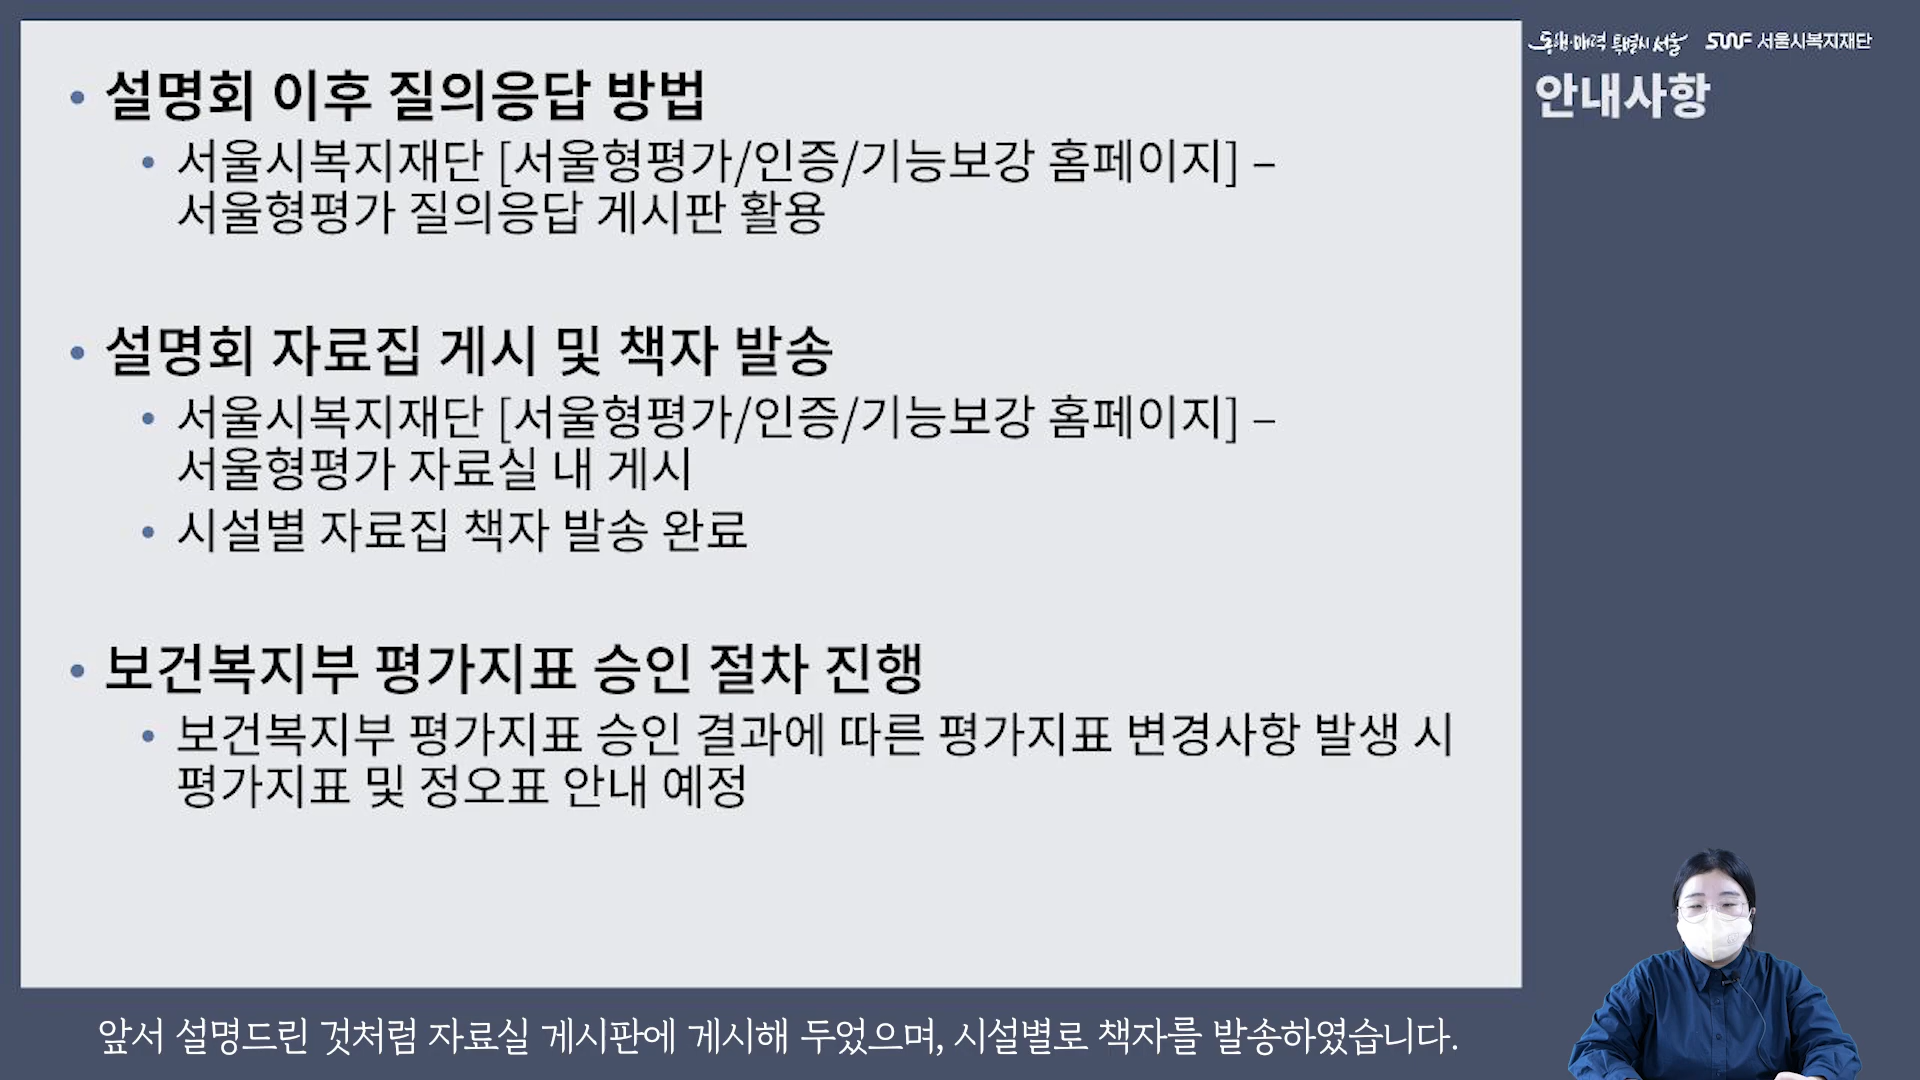 동행·매력 특별시 서울
SWF 서울시복지재단
안내사항
• 설명회 이후 질의응답 방법
• 서울시복지재단 [서울형평가/인증/기능보강 홈페이지] –
서울형평가 질의응답 게시판 활용
• 설명회 자료집 게시 및 책자 발송
• 서울시복지재단 [서울형평가/인증/기능보강 홈페이지] –
서울형평가 자료실 내 게시
• 시설별 자료집 책자 발송 완료
• 보건복지부 평가지표 승인 절차 진행
• 보건복지부 평가지표 승인 결과에 따른 평가지표 변경사항 발생 시
평가지표 및 정오표 안내 예정
앞서 설명드린 것처럼 자료실 게시판에 게시해 두었으며, 시설별로 책자를 발송하였습니다.